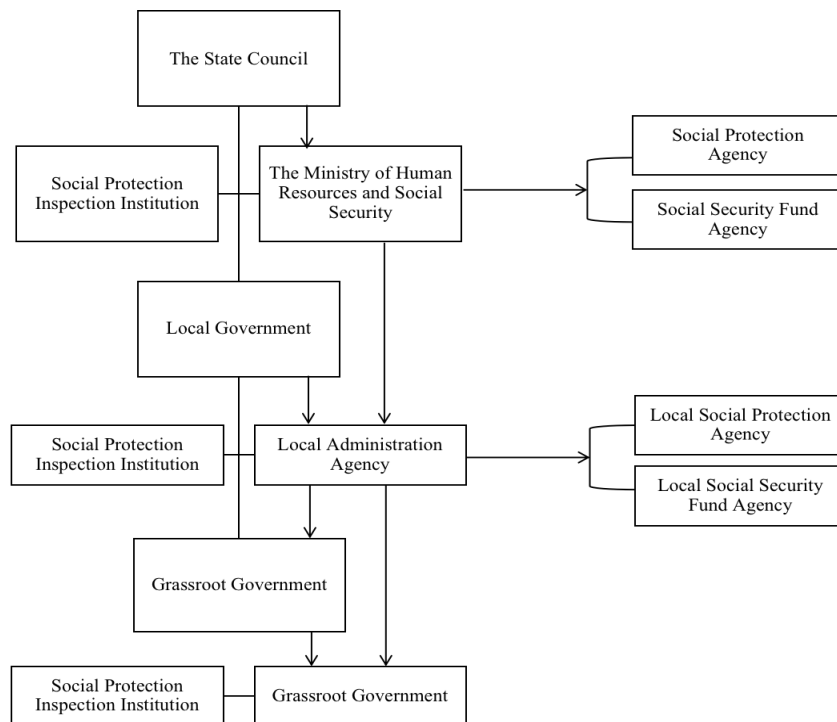 The State Council
Social Protection
Inspection Institution
The Ministry of Human
Resources and Social
Security
Social Protection
Agency
Social Security Fund
Agency
Local Government
Social Protection
Inspection Institution
Local Administration
Agency
Local Social Protection
Agency
Local Social Security
Fund Agency
Grassroot Government
Social Protection
Inspection Institution
Grassroot Government